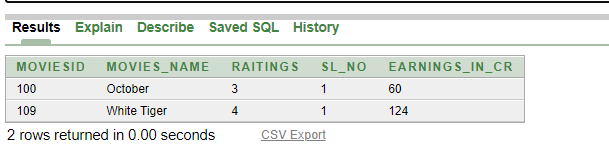 Results Explain Describe Saved SQL History
MOVIESID MOVIES_NAME RAITINGS SL_NO EARNINGS_IN_CR
100 October 3 1 60
109 White Tiger 4 1 124
2 rows returned in 0.00 seconds CSV Export